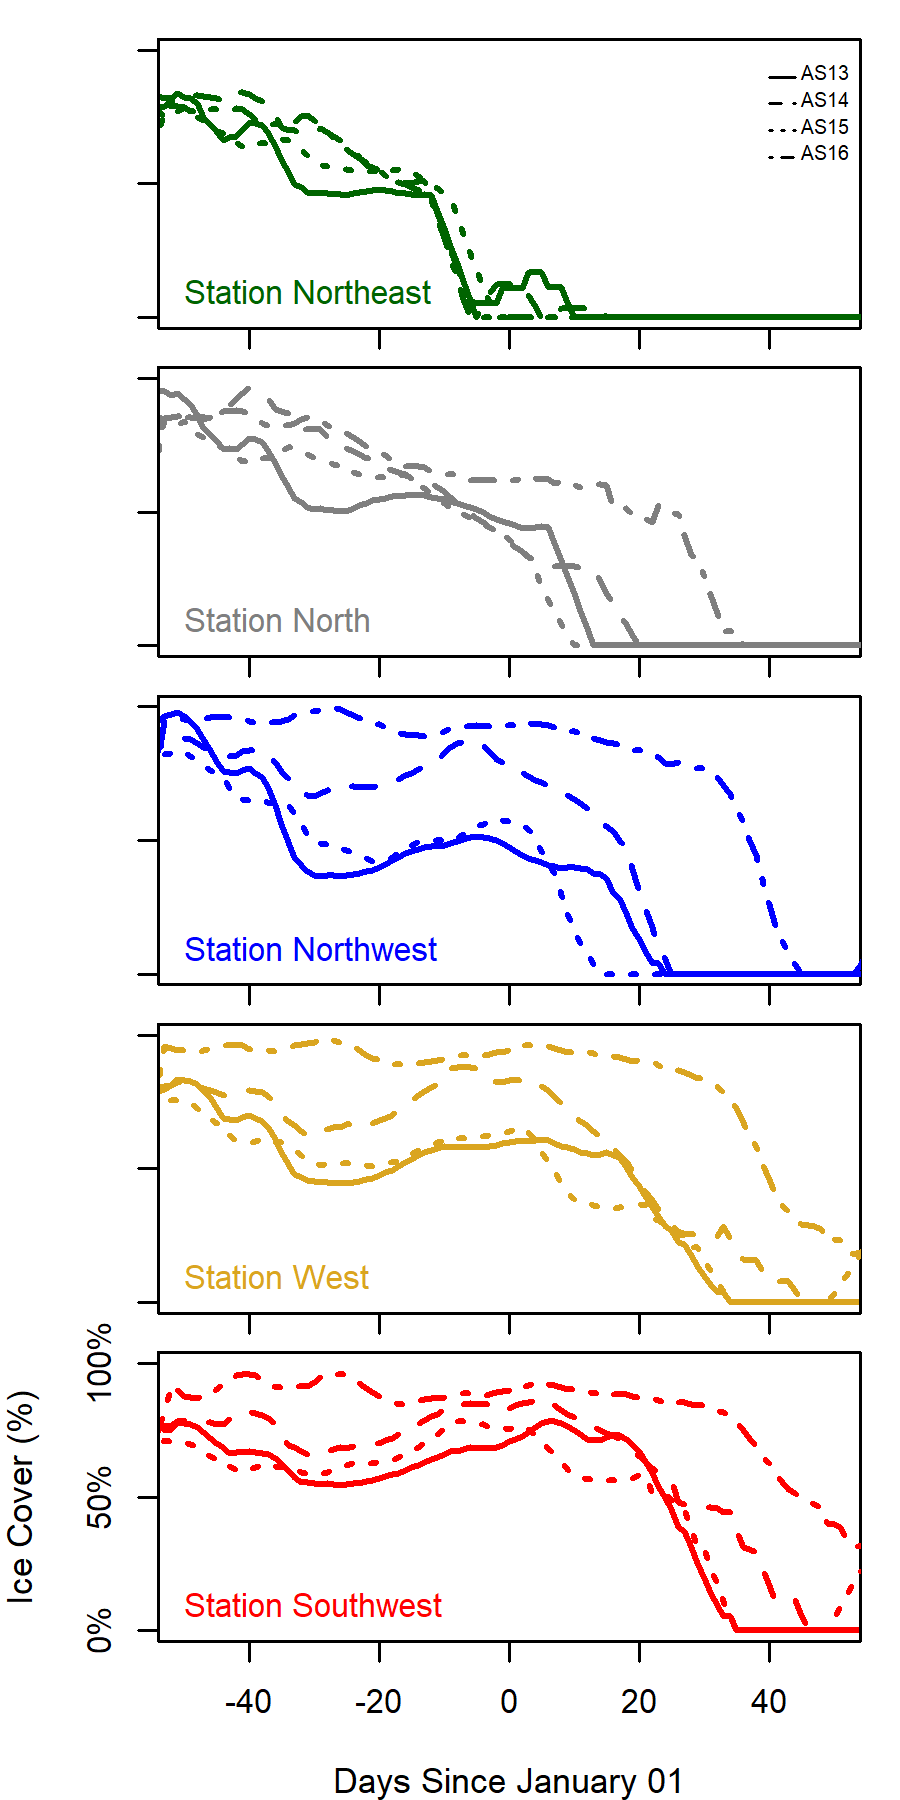 AS13
AS14
AS15
AS16
Station Northeast
Station North
Station Northwest
Station West
100%
50%
0%
Ice Cover (%)
Station Southwest
-40 -20 0 20 40
Days Since January 01